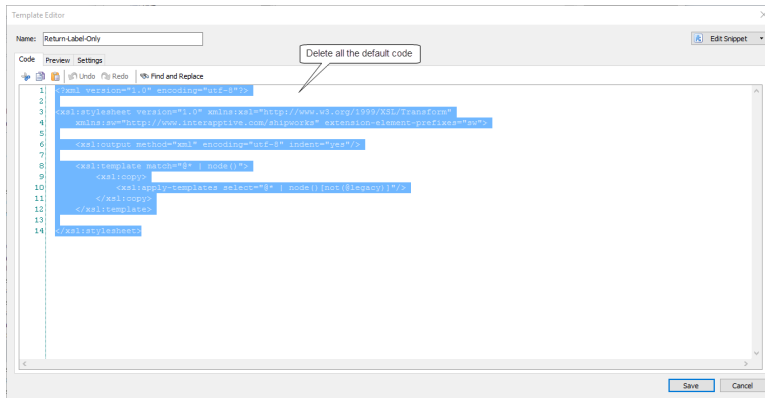 Template Editor
Name: Return-Label-Only Edit Snippet
Delete all the default code
Code Preview Settings
Undo Redo Find and Replace
1 <?xml version="1.0" encoding="utf-8"?>
2
3 <xsl:stylesheet version="1.0" xmlns:xsl="http://www.w3.org/1999/XSL/Transform"
4 xmlns:sw="http://www.interapptive.com/shipworks" extension-element-prefixes="sw">
5
6 <xsl:output method="xml" encoding="utf-8" indent="yes"/>
7
8 <xsl:template match="@* | node()">
9 <xsl:copy>
10 <xsl:apply-templates select="@* | node()[not(@legacy)]"/>
11 </xsl:copy>
12 </xsl:template>
13
14 </xsl:stylesheet>
Save Cancel